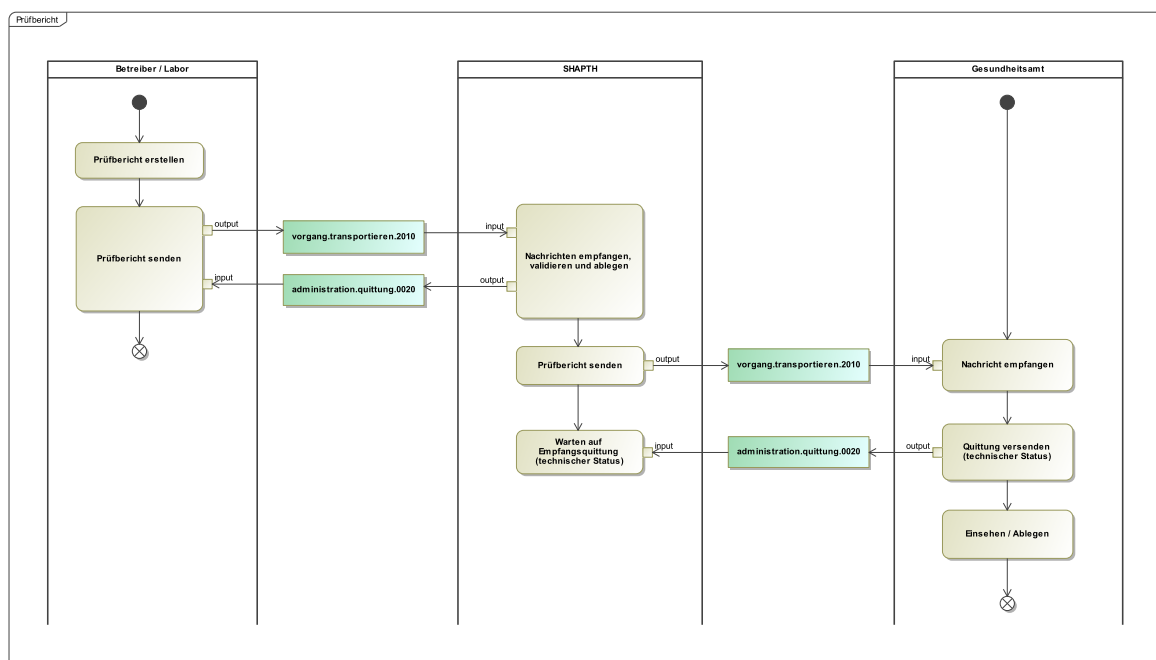 Prüfbericht
Betreiber / Labor
SHAPTH
Gesundheitsamt
Prüfbericht erstellen
Prüfbericht senden
output
input
vorgang.transportieren.2010
administration.quittung.0020
input
output
Nachrichten empfangen,
validieren und ablegen
Prüfbericht senden
output
vorgang.transportieren.2010
input
Nachricht empfangen
Warten auf
Empfangsquittung
(technischer Status)
input
administration.quittung.0020
output
Quittung versenden
(technischer Status)
Einsehen / Ablegen